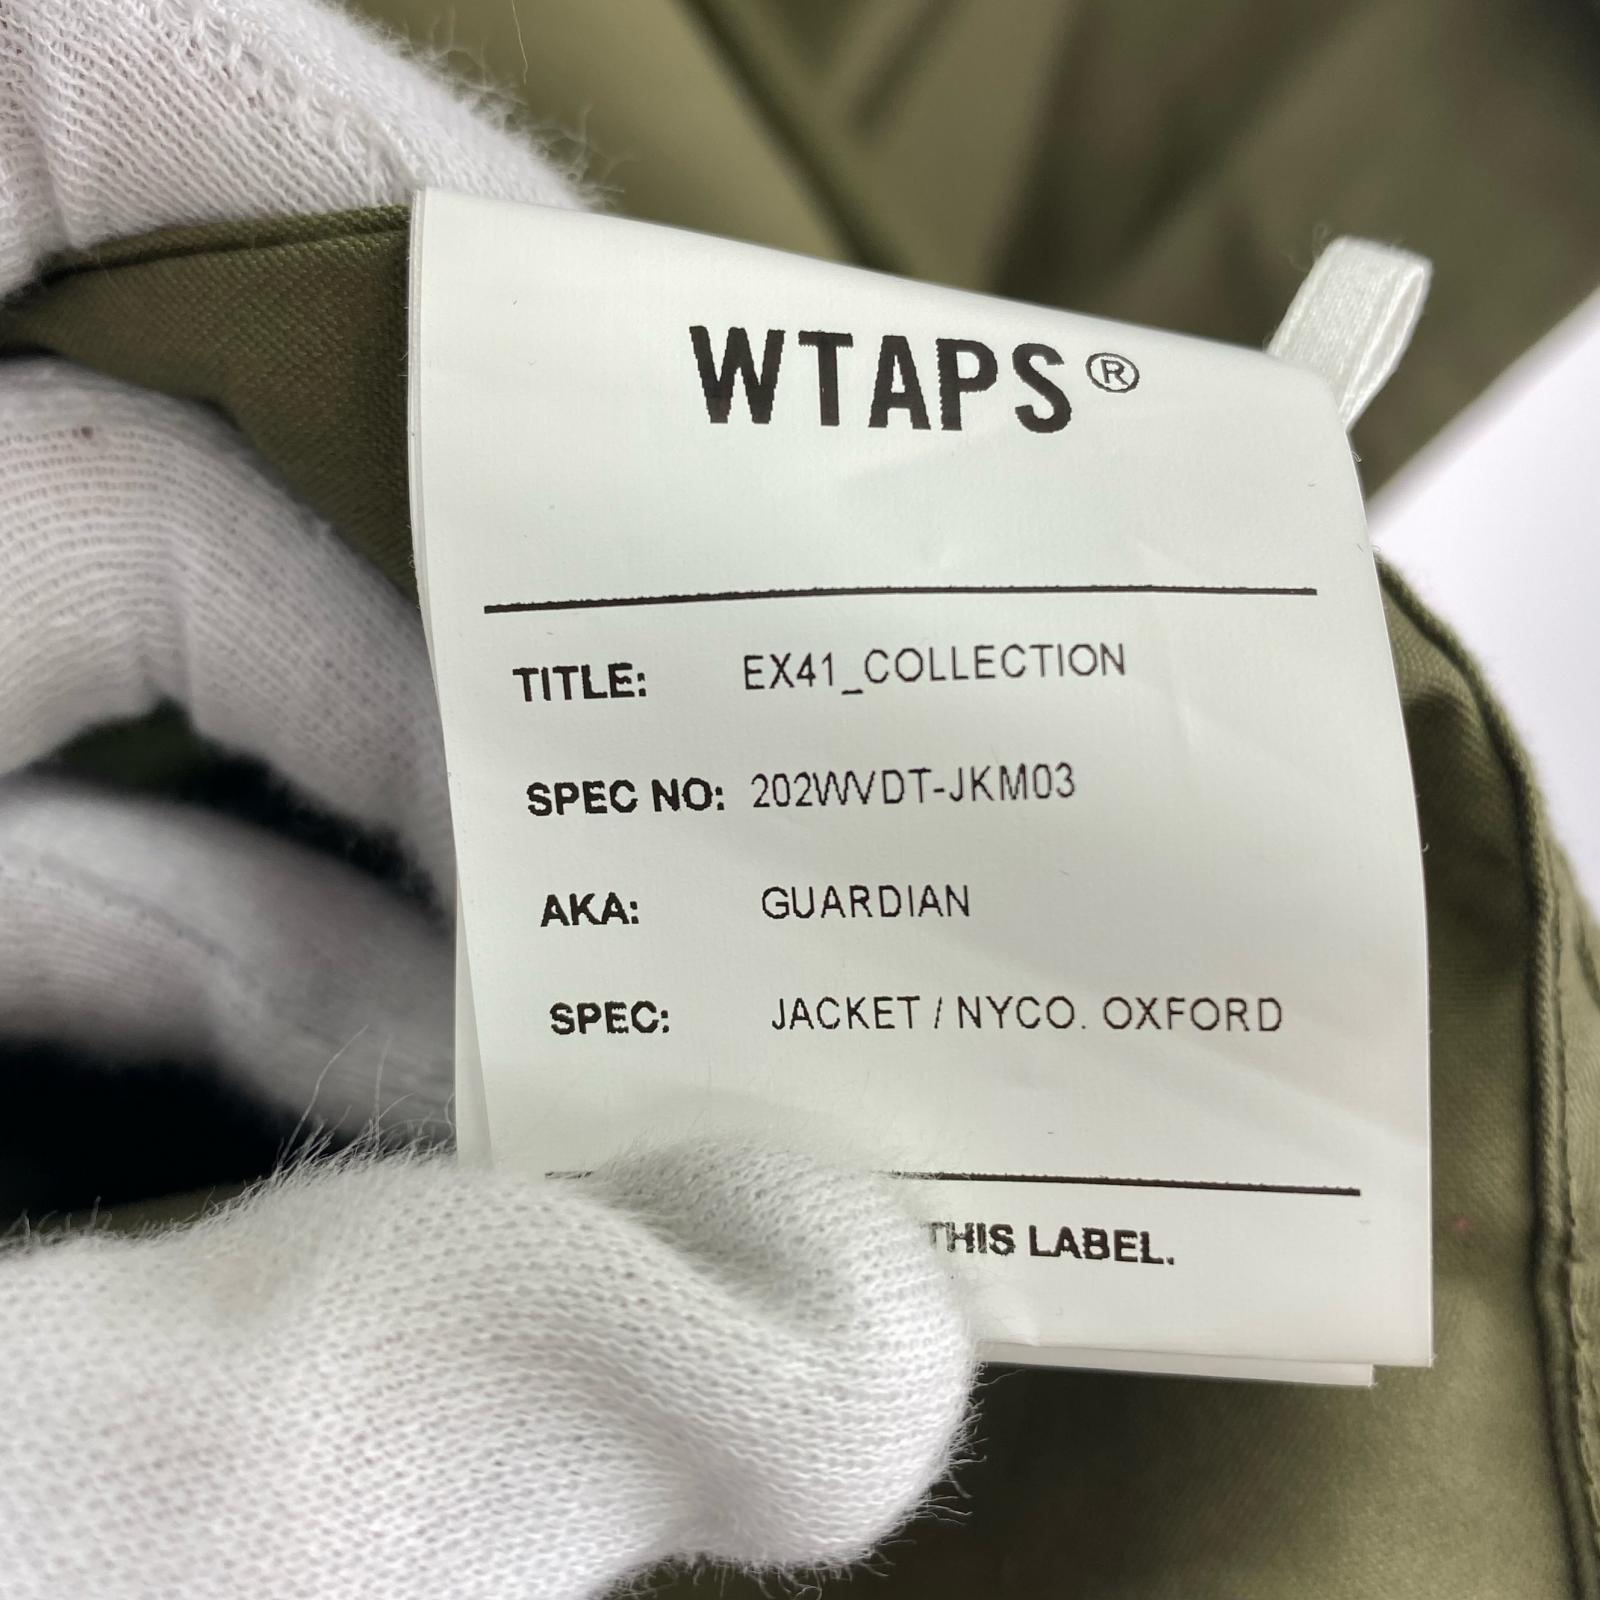 WTAPS®
TITLE: EX41_COLLECTION
SPEC NO: 202WVDT-JKM03
AKA: GUARDIAN
SPEC: JACKET / NYCO. OXFORD
THIS LABEL.